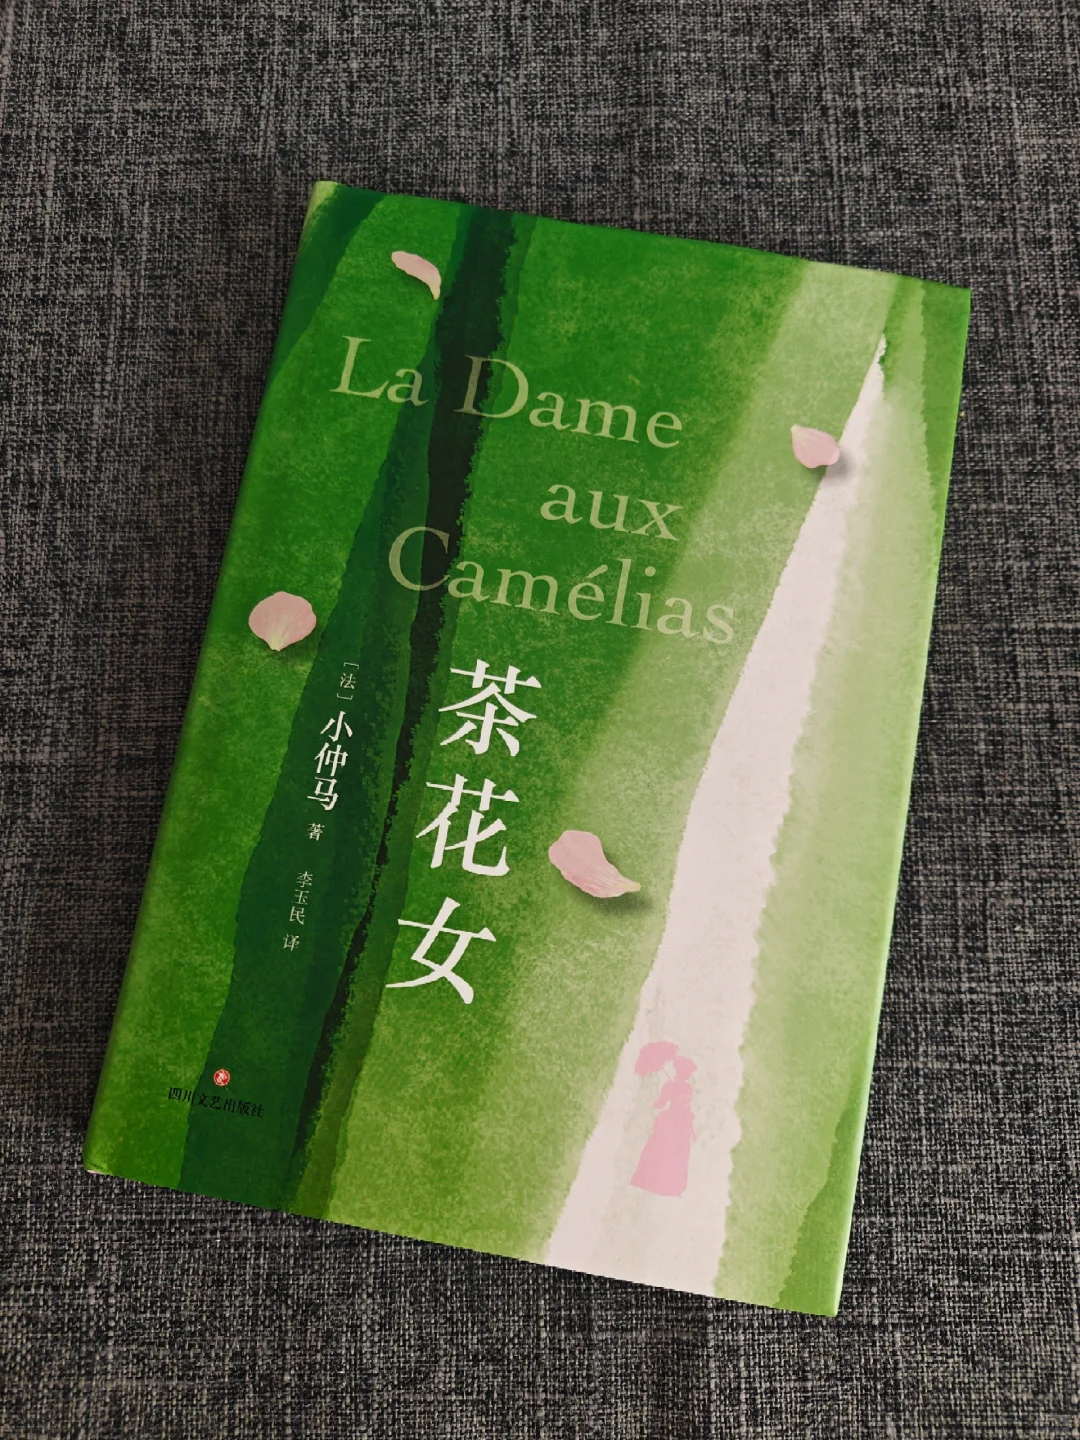 La Dame
aux
Camélias
茶花女
[法]小仲马 著
李玉民 译
四川文艺出版社